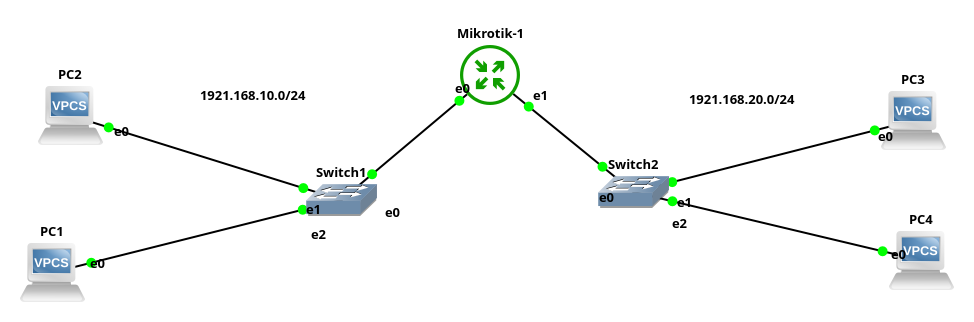 Mikrotik-1
PC2
VPCS
e0
1921.168.10.0/24
e0
e1
1921.168.20.0/24
PC3
VPCS
e0
Switch1
e1
e0
e2
Switch2
e0
e1
e2
PC1
VPCS
e0
PC4
VPCS
e0